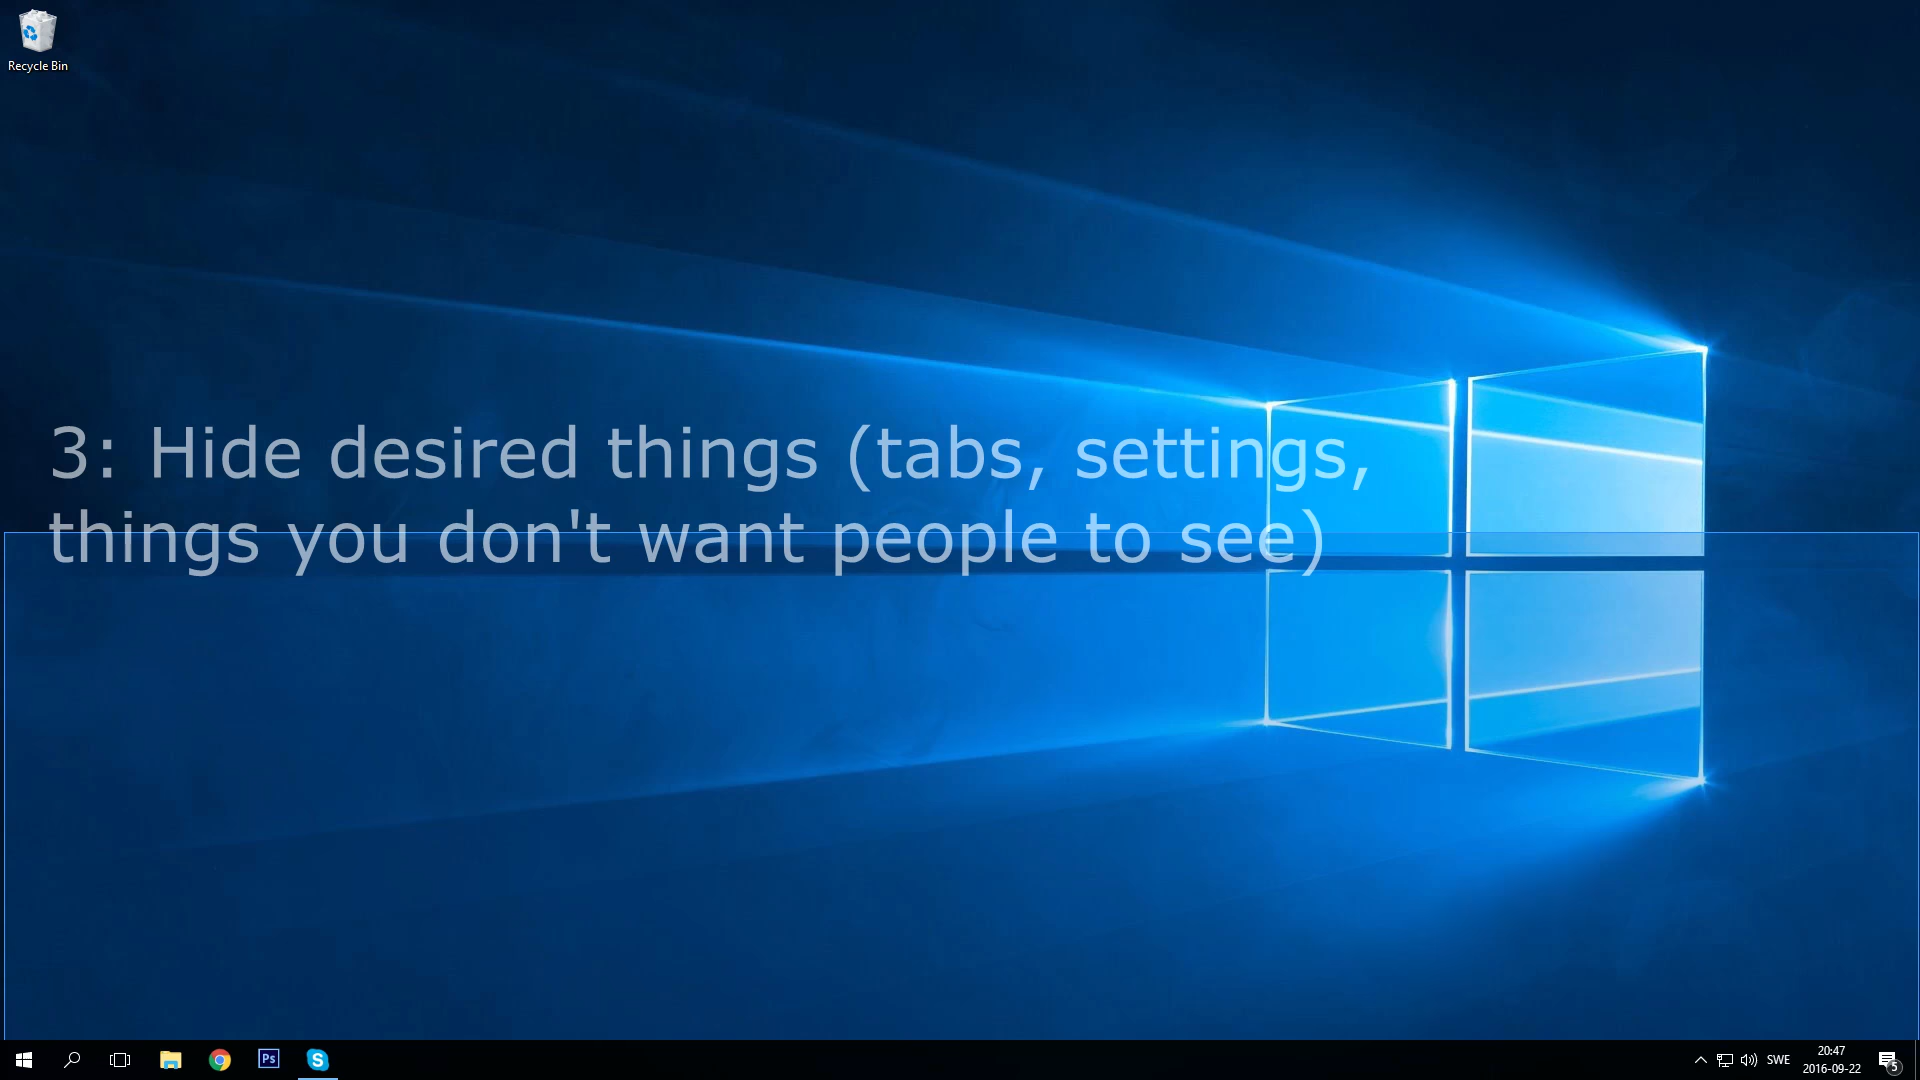 Recycle Bin
3: Hide desired things (tabs, settings,
things you don't want people to see)
Ps
S
SWE
20:47
2016-09-22
5